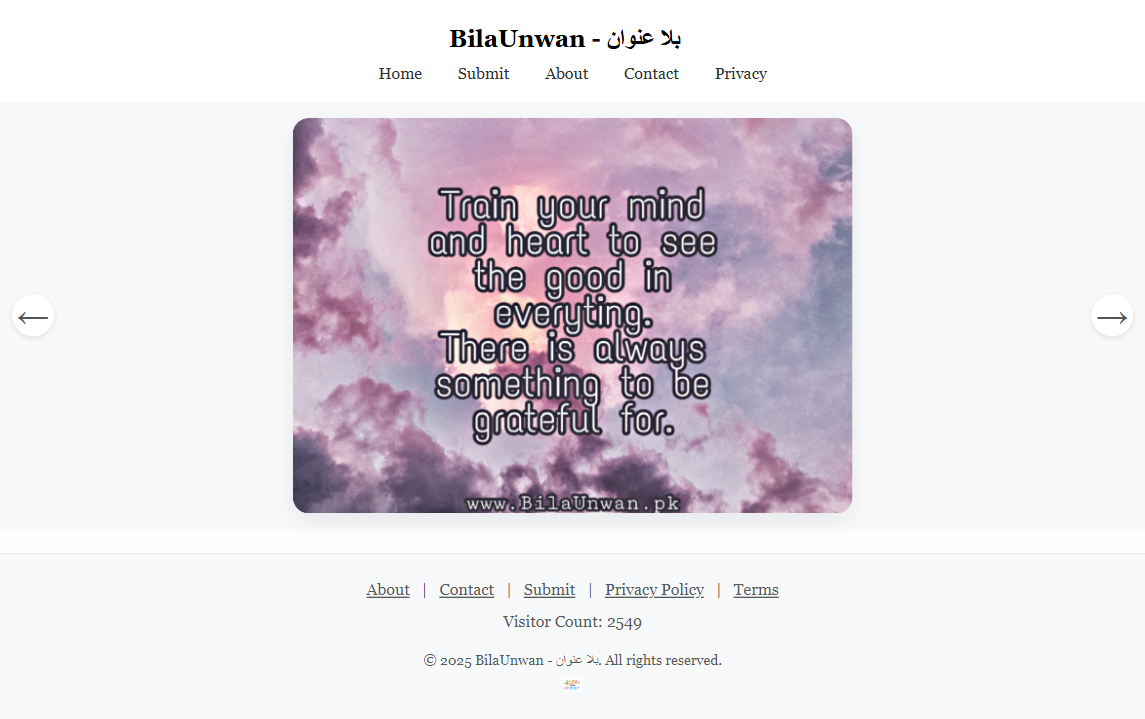 BilaUnwan - بلا عنوان
Home Submit About Contact Privacy
Train your mind
and heart to see
the good in
everyting.
There is always
something to be
grateful for.
www.BilaUnwan.pk
← →
About | Contact | Submit | Privacy Policy | Terms
Visitor Count: 2549
© 2025 BilaUnwan - بلا عنوان. All rights reserved.